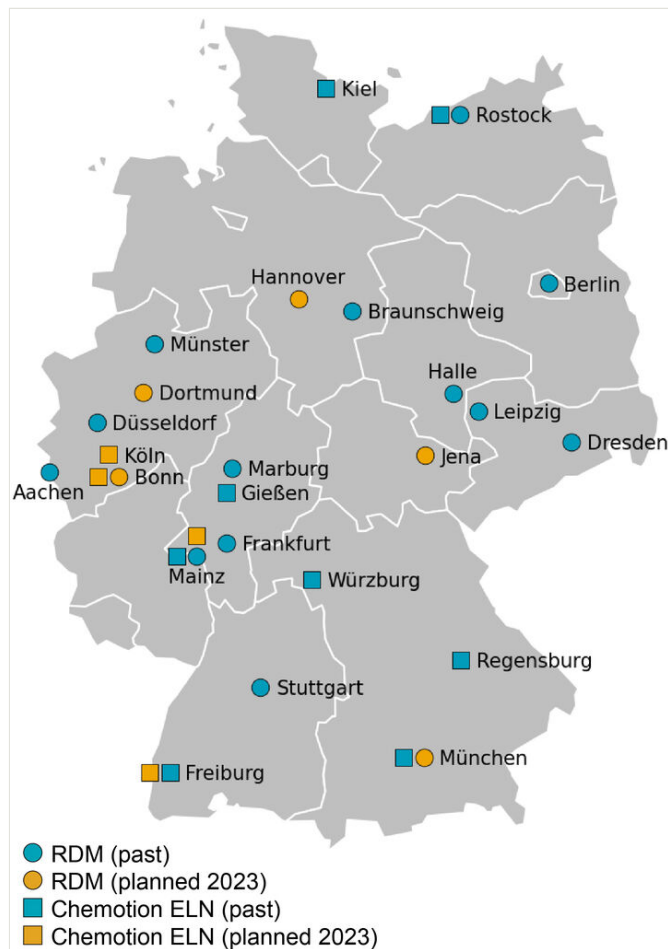 Kiel
Rostock
Hannover
Berlin
Braunschweig
Münster
Halle
Dortmund
Leipzig
Düsseldorf
Dresden
Köln
Jena
Marburg
Bonn
Aachen
Gießen
Frankfurt
Mainz
Würzburg
Regensburg
Stuttgart
München
Freiburg
RDM (past)
RDM (planned 2023)
Chemotion ELN (past)
Chemotion ELN (planned 2023)